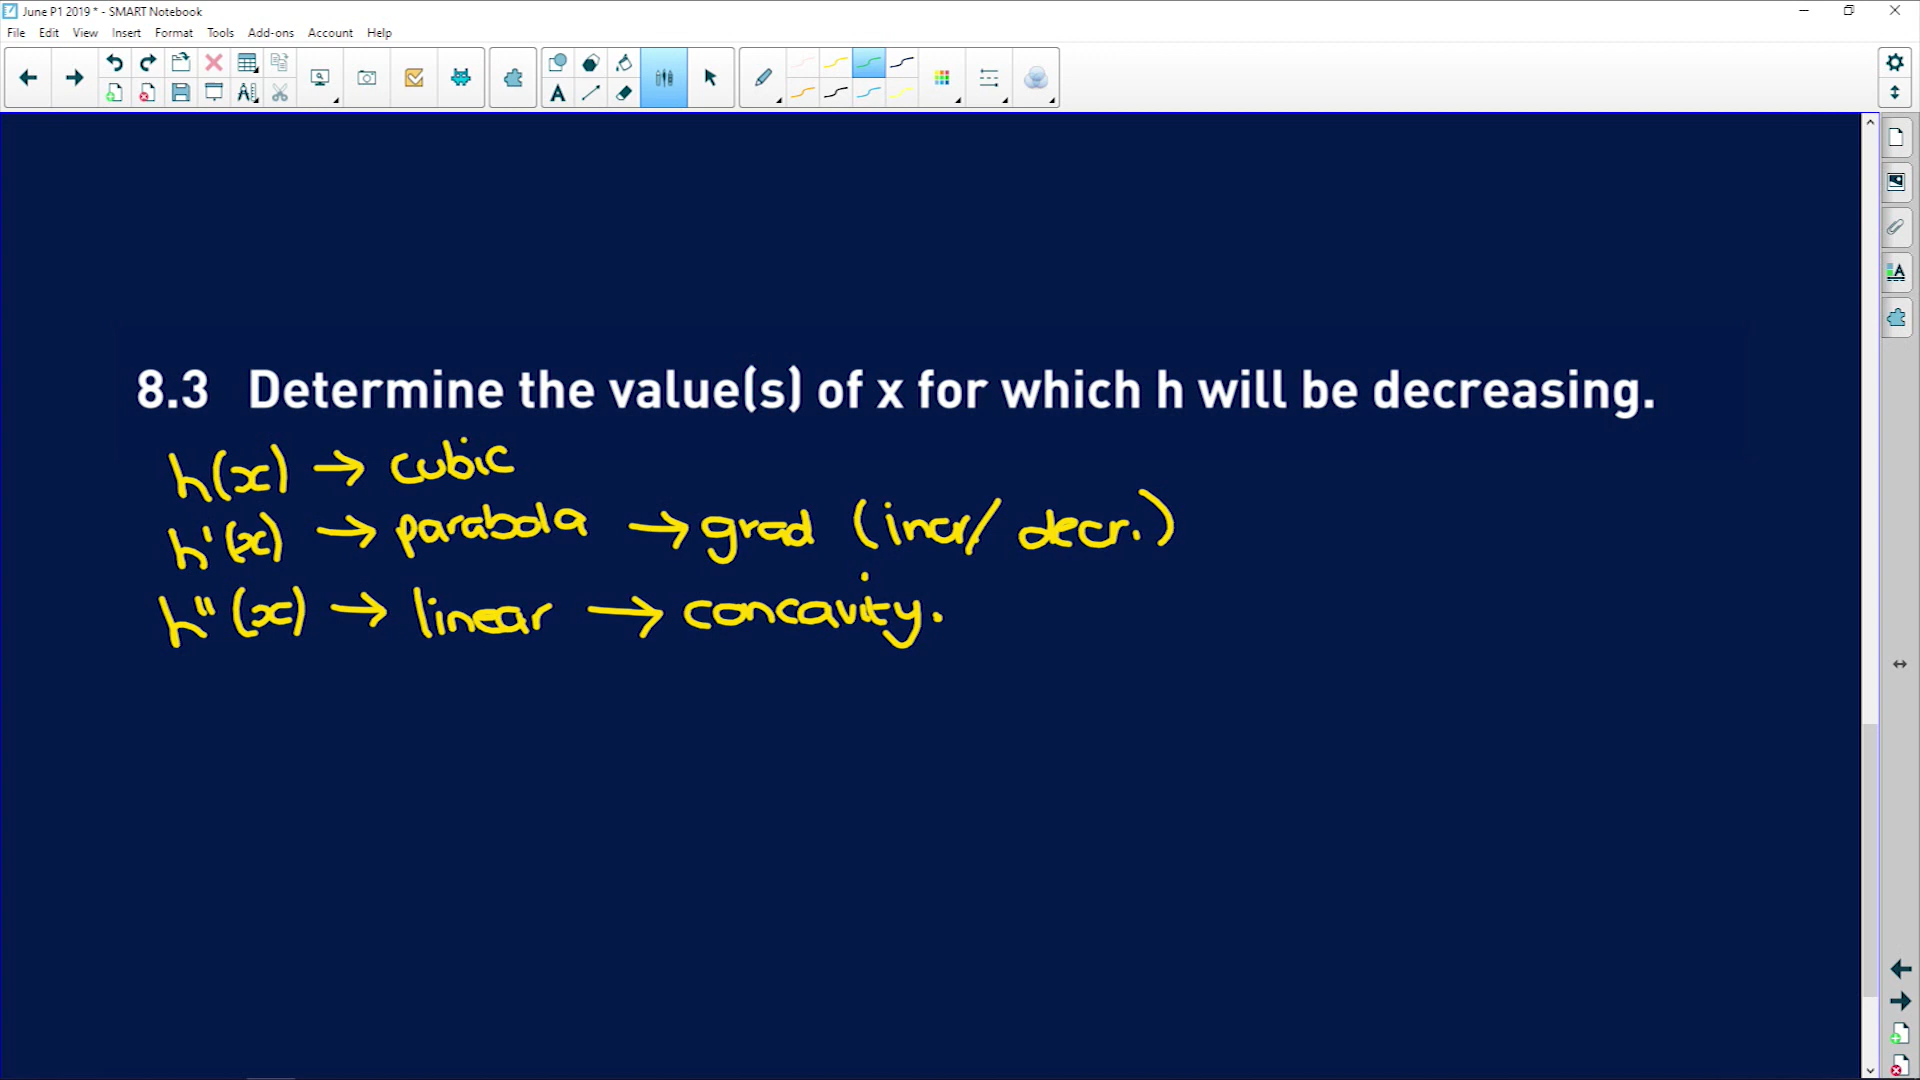 June P1 2019 * - SMART Notebook
File Edit View Insert Format Tools Add-ons Account Help
8.3 Determine the value(s) of x for which h will be decreasing.
h(x) → cubic
h'(x) → parabola → grad (incr/ decr.)
h"(x) → linear → concavity.